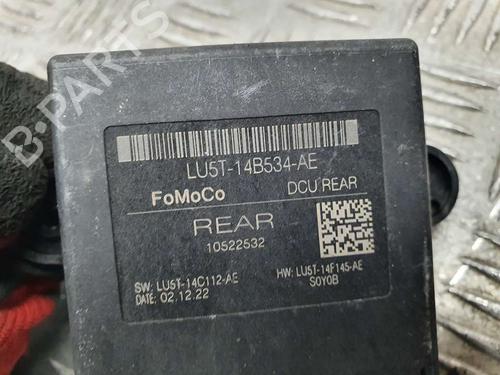 B-PARTS
LU5T-14B534-AE
FoMoCo DCU REAR
REAR
10522532
SW: LU5T-14C112-AE HW: LU5T-14F145-AE
DATE: 02.12.22 S0Y0B